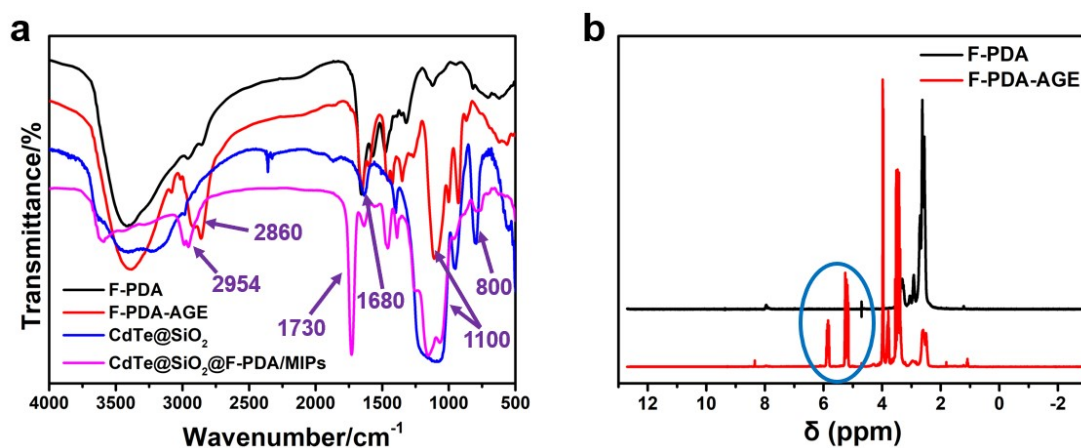 a
Transmittance/%
2860
2954
1680
1730
1100
800
F-PDA
F-PDA-AGE
CdTe@SiO₂
CdTe@SiO₂@F-PDA/MIPs
4000 3500 3000 2500 2000 1500 1000 500
Wavenumber/cm⁻¹
b
F-PDA
F-PDA-AGE
12 10 8 6 4 2 0 -2
δ (ppm)